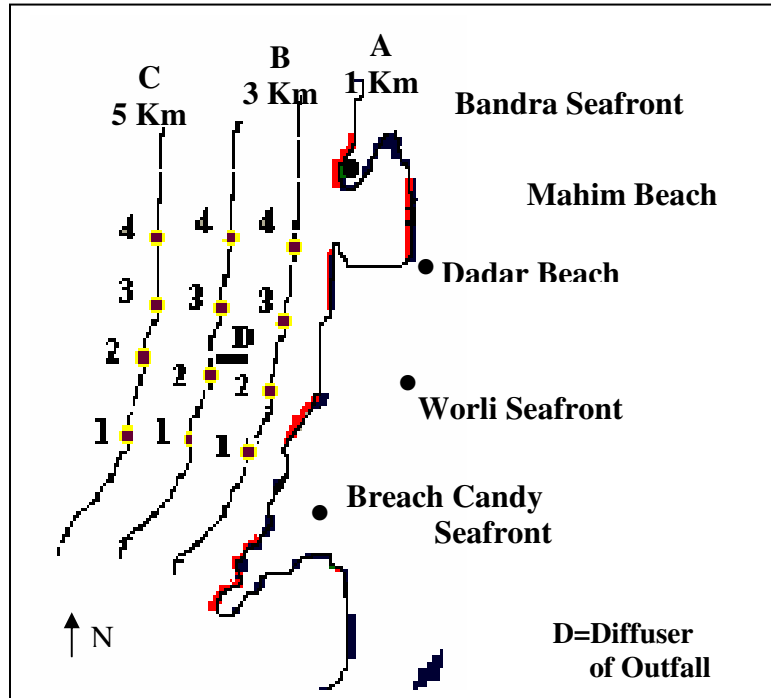 A
B
C
1 Km
3 Km
5 Km
Bandra Seafront
Mahim Beach
4 4 4
Dadar Beach
3 3 3
D
2 2 2
Worli Seafront
1 1 1
Breach Candy
Seafront
N
D=Diffuser
of Outfall